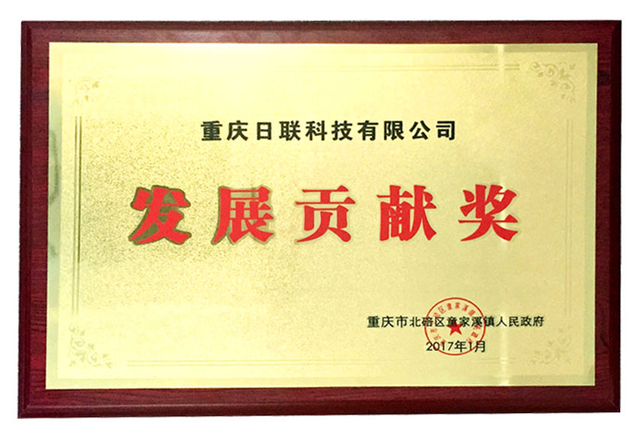 重庆日联科技有限公司
发展贡献奖
重庆市北碚区童家溪镇人民政府
2017年1月